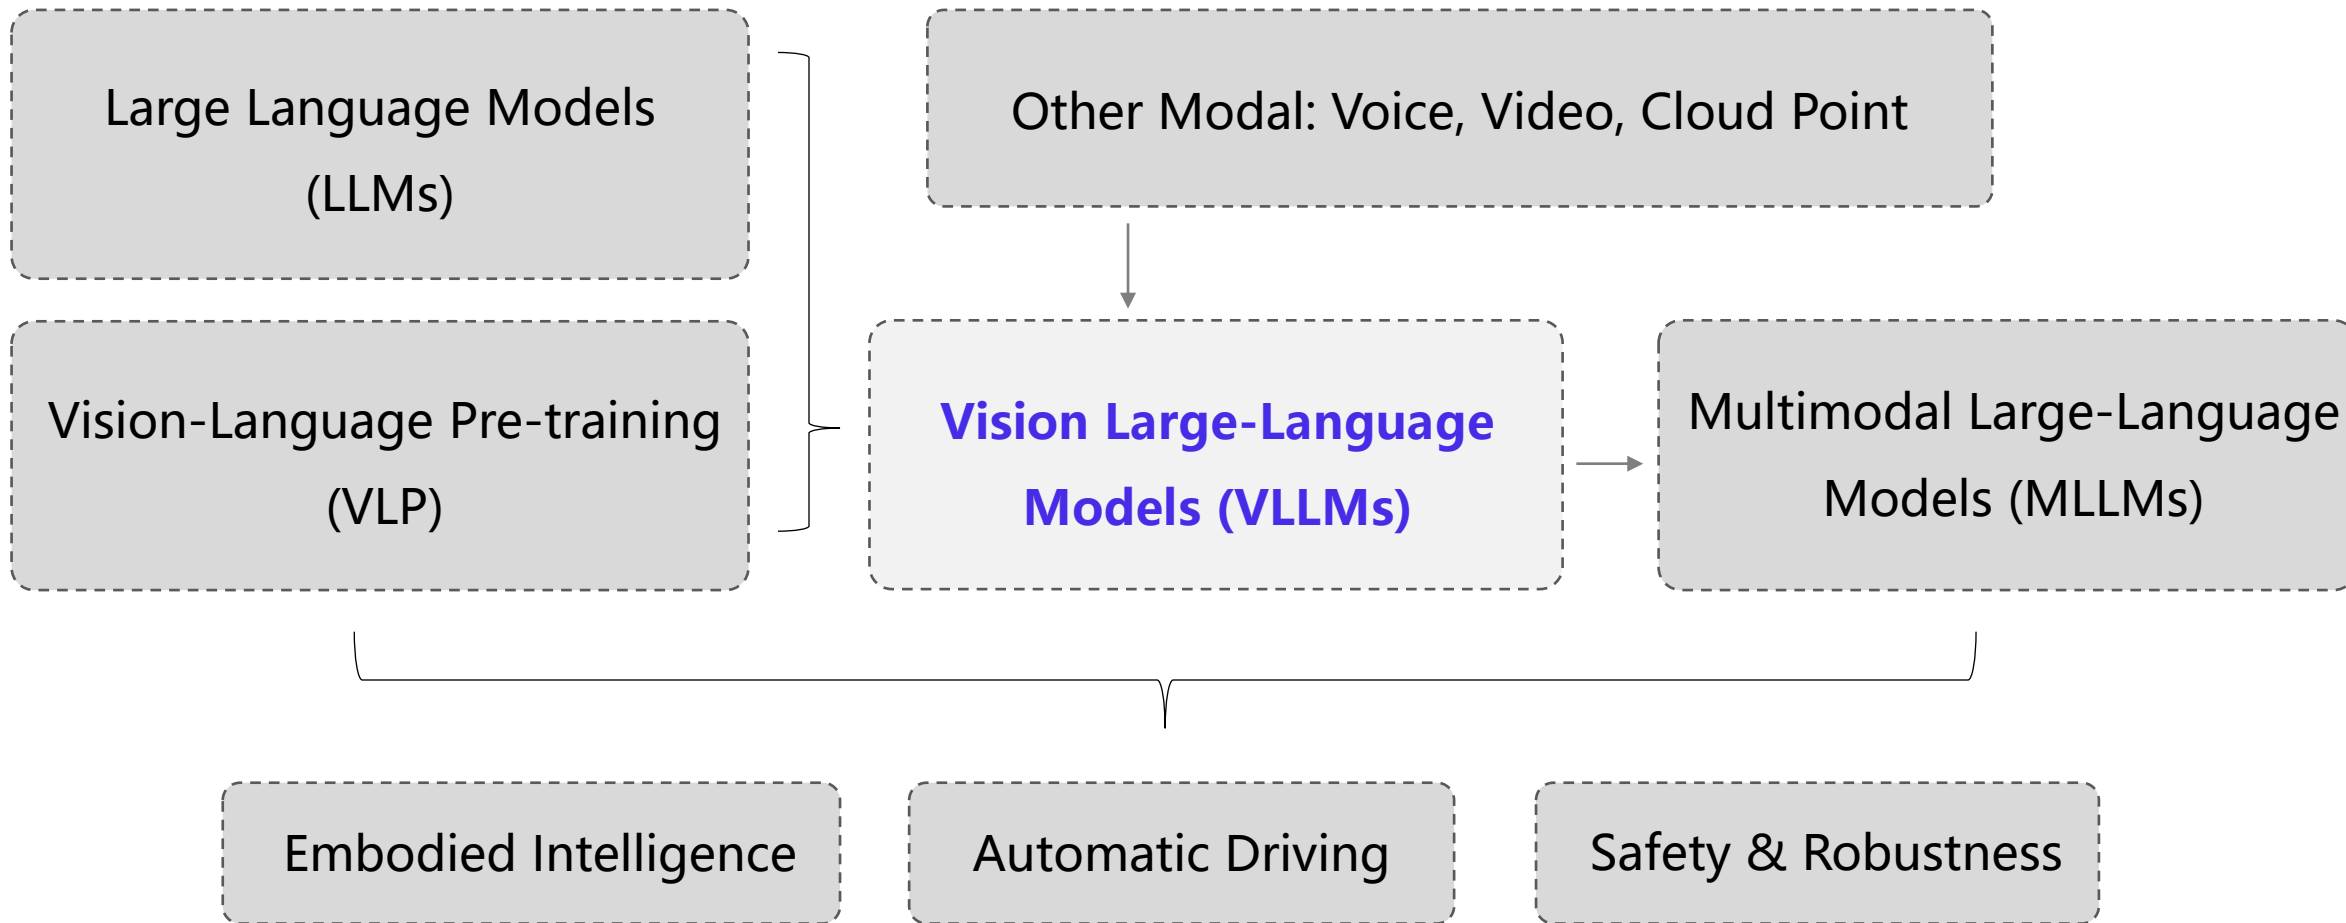 Large Language Models
(LLMs)
Other Modal: Voice, Video, Cloud Point
Vision-Language Pre-training
(VLP)
Vision Large-Language
Models (VLLMs)
Multimodal Large-Language
Models (MLLMs)
Embodied Intelligence
Automatic Driving
Safety & Robustness